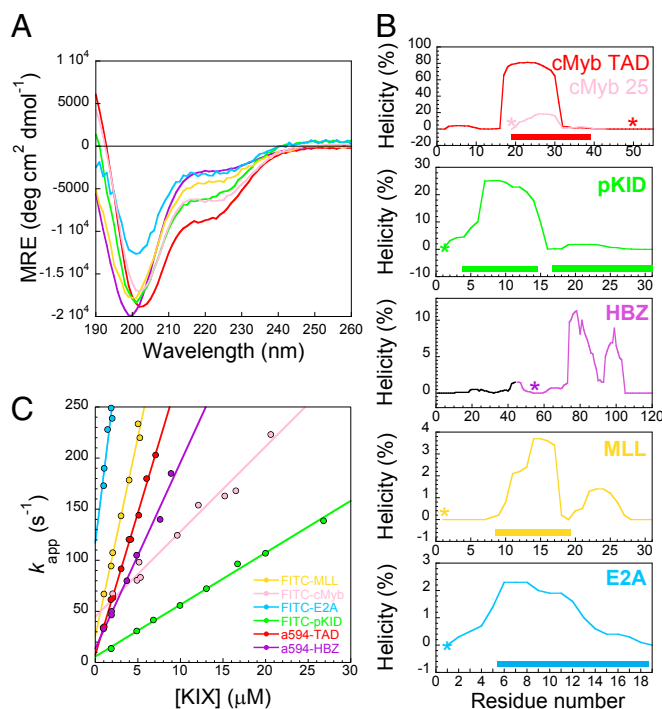 A
MRE (deg cm² dmol⁻¹)
1 10⁴
5000
0
-5000
-1 10⁴
-1.5 10⁴
-2 10⁴
190 200 210 220 230 240 250 260
Wavelength (nm)
B
Helicity (%)
100
80
60
40
20
0
-20
cMyb TAD
cMyb 25
*
*
0 10 20 30 40 50
Helicity (%)
30
20
10
0
pKID
*
0 5 10 15 20 25 30
Helicity (%)
10
5
0
HBZ
*
0 20 40 60 80 100 120
Helicity (%)
4
3
2
1
0
-1
MLL
*
0 5 10 15 20 25 30
Helicity (%)
3
2
1
0
-1
E2A
*
0 2 4 6 8 10 12 14 16 18
Residue number
C
k app (s⁻¹)
250
200
150
100
50
0
FITC-MLL
FITC-cMyb
FITC-E2A
FITC-pKID
a594-TAD
a594-HBZ
0 5 10 15 20 25 30
[KIX] (μM)